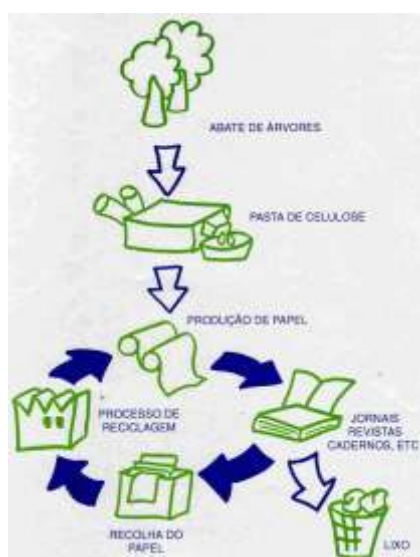 ABATE DE ÁRVORES
PASTA DE CELULOSE
PRODUÇÃO DE PAPEL
PROCESSO DE
RECICLAGEM
JORNAIS
REVISTAS
CADERNOS, ETC
RECOLHA DO
PAPEL
LIXO